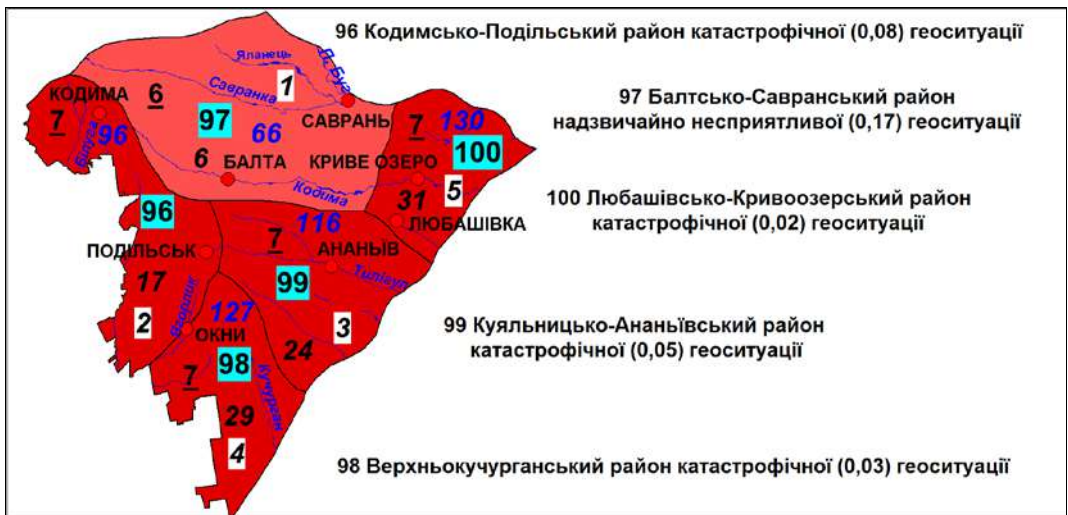 96 Кодимсько-Подільський район катастрофічної (0,08) геоситуації
Яланець
П. Буг
1
КОДИМА
6
Савранка
САВРАНЬ
97 Балтсько-Савранський район
надзвичайно несприятливої (0,17) геоситуації
7
96
Білуга
97
66
7
130
100
6
БАЛТА
КРИВЕ ОЗЕРО
Кодима
5
31
100 Любашівсько-Кривоозерський район
катастрофічної (0,02) геоситуації
96
116
ЛЮБАШІВКА
ПОДІЛЬСЬК
7
АНАНЬЇВ
Тилігул
17
99
2
Ягорлик
127
3
99 Куяльницько-Ананьївський район
катастрофічної (0,05) геоситуації
ОКНИ
24
98
7
Кучурган
29
4
98 Верхньокучурганський район катастрофічної (0,03) геоситуації